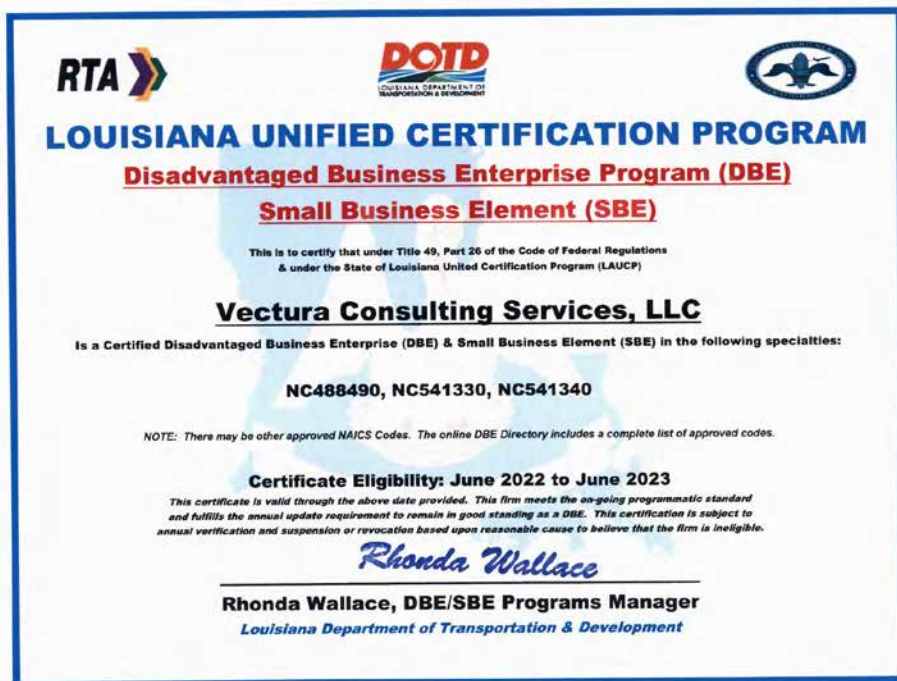 RTA
DOTD
LOUISIANA DEPARTMENT OF
TRANSPORTATION & DEVELOPMENT
LOUISIANA UNIFIED CERTIFICATION PROGRAM
Disadvantaged Business Enterprise Program (DBE)
Small Business Element (SBE)
This is to certify that under Title 49, Part 26 of the Code of Federal Regulations
& under the State of Louisiana United Certification Program (LAUCP)
Vectura Consulting Services, LLC
Is a Certified Disadvantaged Business Enterprise (DBE) & Small Business Element (SBE) in the following specialties:
NC488490, NC541330, NC541340
NOTE: There may be other approved NAICS Codes. The online DBE Directory includes a complete list of approved codes.
Certificate Eligibility: June 2022 to June 2023
This certificate is valid through the above date provided. This firm meets the on-going programmatic standard
and fulfills the annual update requirement to remain in good standing as a DBE. This certification is subject to
annual verification and suspension or revocation based upon reasonable cause to believe that the firm is ineligible.
Rhonda Wallace
Rhonda Wallace, DBE/SBE Programs Manager
Louisiana Department of Transportation & Development